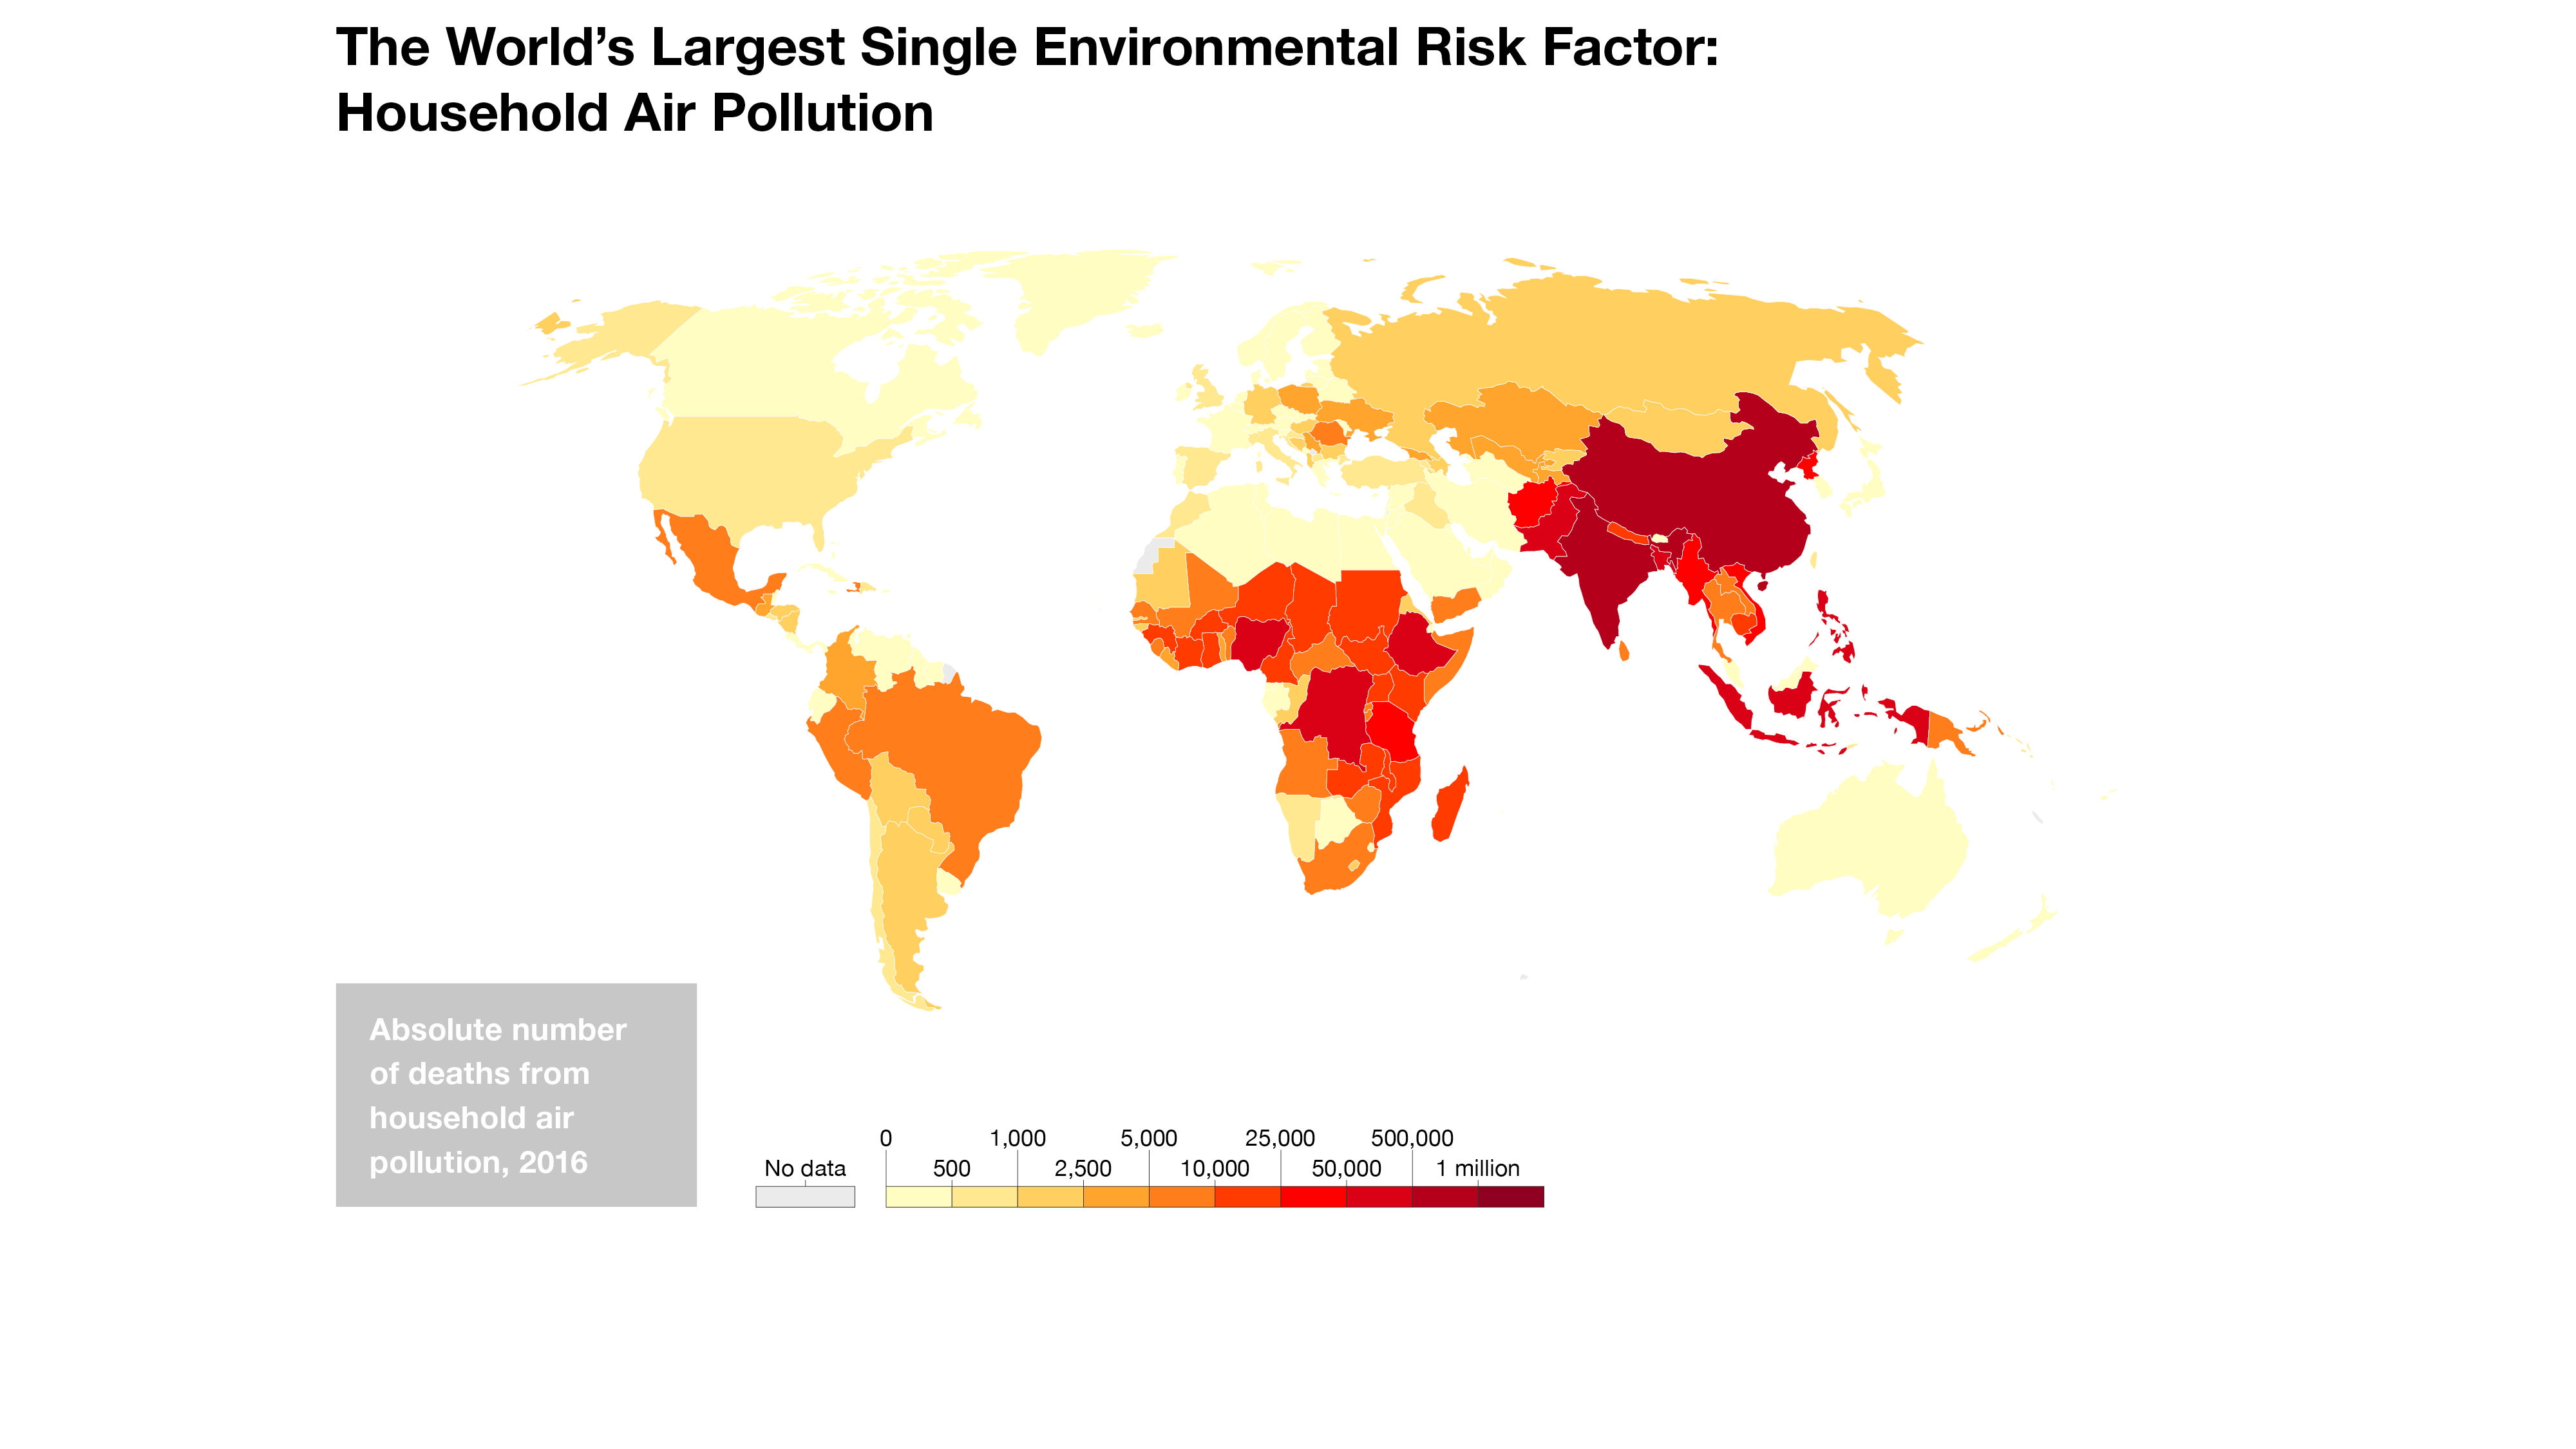 The World’s Largest Single Environmental Risk Factor:
Household Air Pollution
Absolute number
of deaths from
household air
pollution, 2016
0 1,000 5,000 25,000 500,000
No data 500 2,500 10,000 50,000 1 million